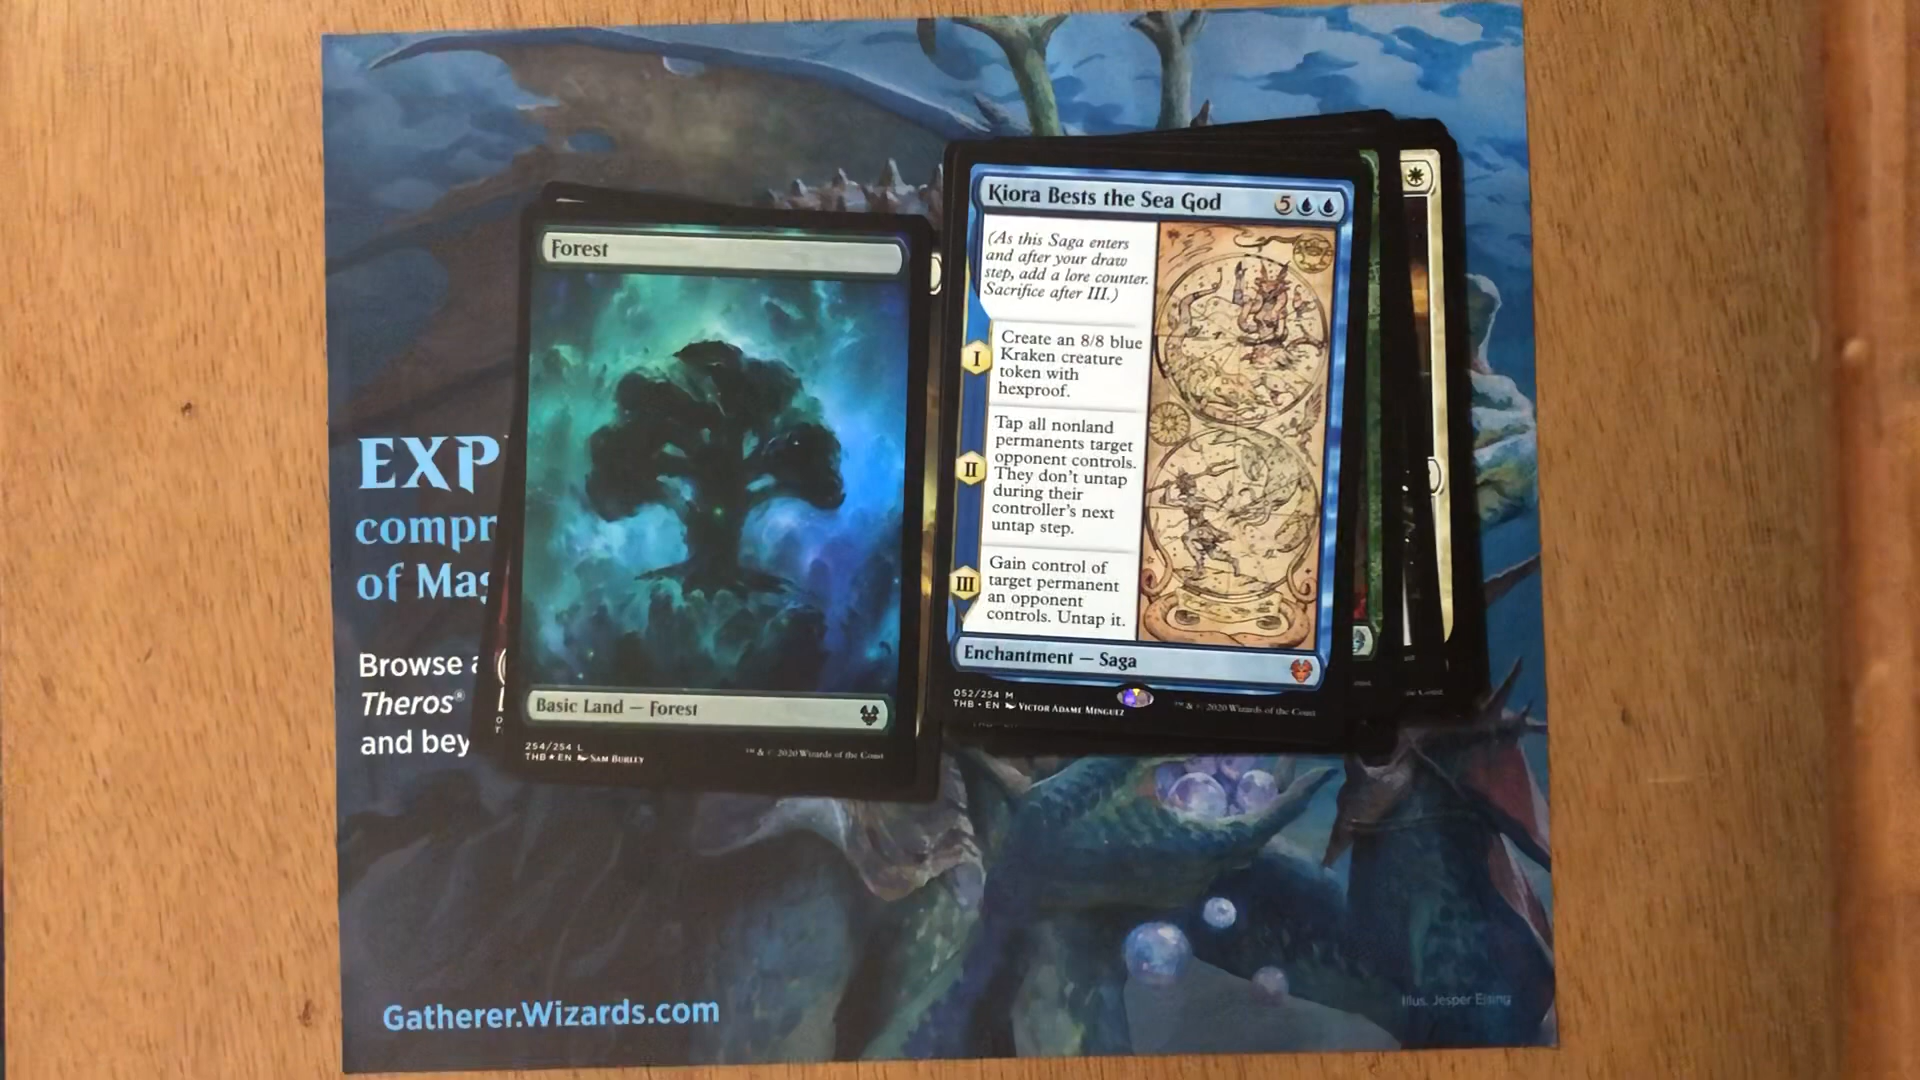 Forest
Basic Land — Forest
254/254 L
THB ★ EN Sam Burley
™ & © 2020 Wizards of the Coast
Kiora Bests the Sea God
5
(As this Saga enters
and after your draw
step, add a lore counter.
Sacrifice after III.)
I
Create an 8/8 blue
Kraken creature
token with
hexproof.
II
Tap all nonland
permanents target
opponent controls.
They don't untap
during their
controller's next
untap step.
III
Gain control of
target permanent
an opponent
controls. Untap it.
Enchantment — Saga
052/254 M
THB • EN Victor Adame Minguez
™ & © 2020 Wizards of the Coast
EXP
compr
of Mag
Browse a
Theros®
and bey
Gatherer.Wizards.com
Illus. Jesper Ejsing